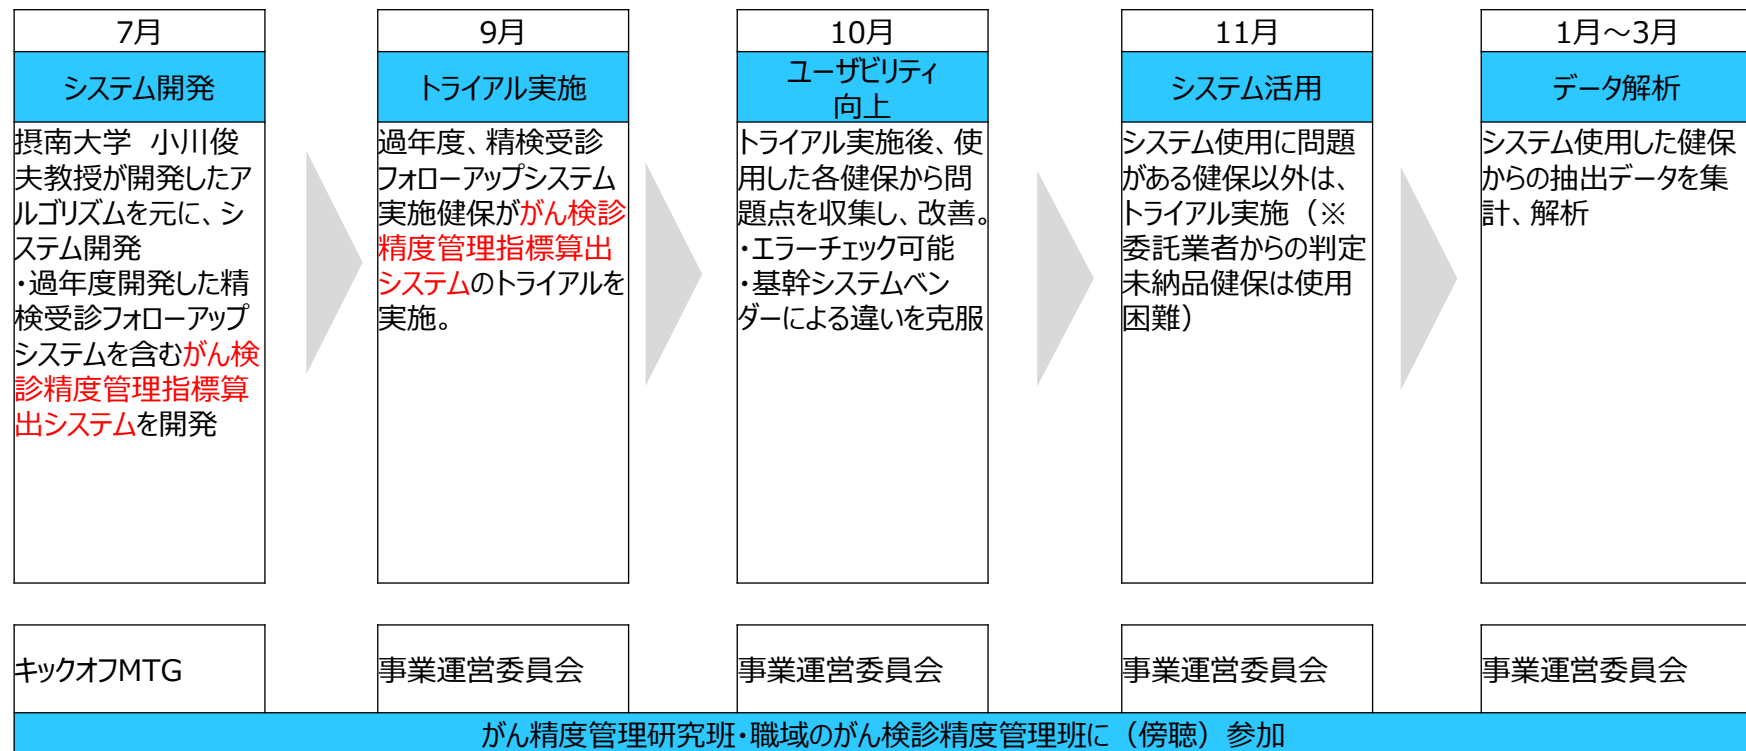 7月
システム開発
摂南大学　小川俊
夫教授が開発したア
ルゴリズムを元に、シ
ステム開発
・過年度開発した精
検受診フォローアップ
システムを含むがん検
診精度管理指標算
出システムを開発
9月
トライアル実施
過年度、精検受診
フォローアップシステム
実施健保ががん検診
精度管理指標算出
システムのトライアルを
実施。
10月
ユーザビリティ
向上
トライアル実施後、使
用した各健保から問
題点を収集し、改善。
・エラーチェック可能
・基幹システムベン
ダーによる違いを克服
11月
システム活用
システム使用に問題
がある健保以外は、
トライアル実施（※
委託業者からの判定
未納品健保は使用
困難）
1月～3月
データ解析
システム使用した健保
からの抽出データを集
計、解析
キックオフMTG
事業運営委員会
事業運営委員会
事業運営委員会
事業運営委員会
がん精度管理研究班・職域のがん検診精度管理班に（傍聴）参加